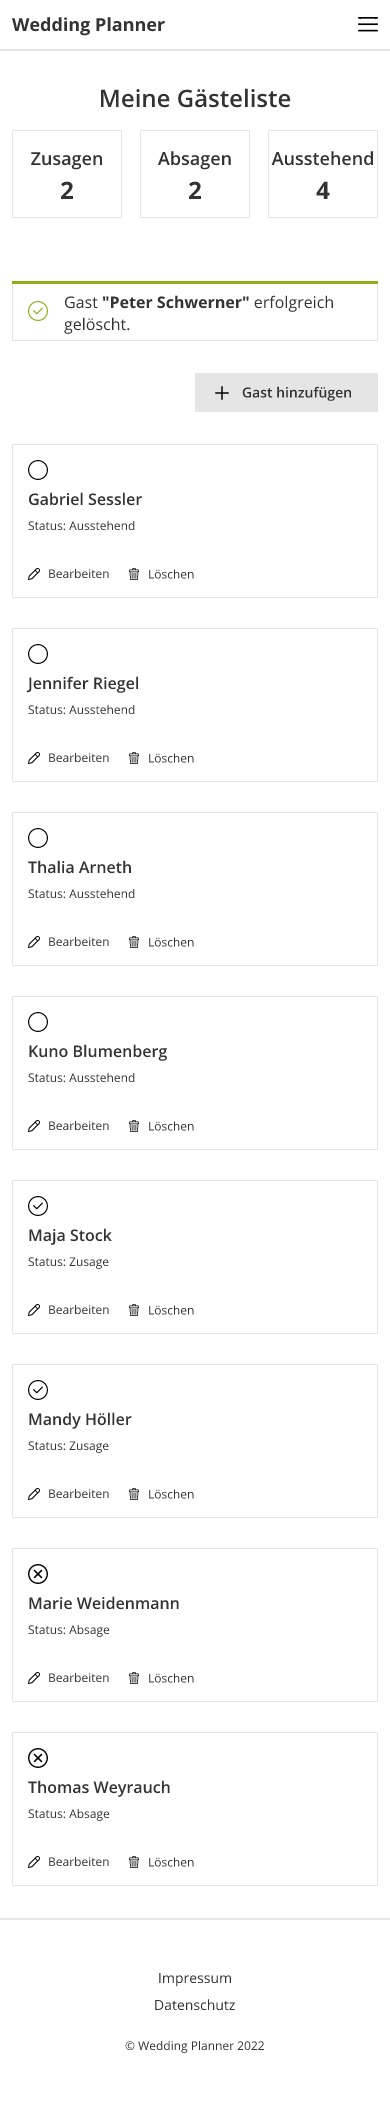 Wedding Planner
Meine Gästeliste
Zusagen
2
Absagen
2
Ausstehend
4
Gast "Peter Schwerner" erfolgreich
gelöscht.
Gast hinzufügen
Gabriel Sessler
Status: Ausstehend
Bearbeiten Löschen
Jennifer Riegel
Status: Ausstehend
Bearbeiten Löschen
Thalia Arneth
Status: Ausstehend
Bearbeiten Löschen
Kuno Blumenberg
Status: Ausstehend
Bearbeiten Löschen
Maja Stock
Status: Zusage
Bearbeiten Löschen
Mandy Höller
Status: Zusage
Bearbeiten Löschen
Marie Weidenmann
Status: Absage
Bearbeiten Löschen
Thomas Weyrauch
Status: Absage
Bearbeiten Löschen
Impressum
Datenschutz
© Wedding Planner 2022